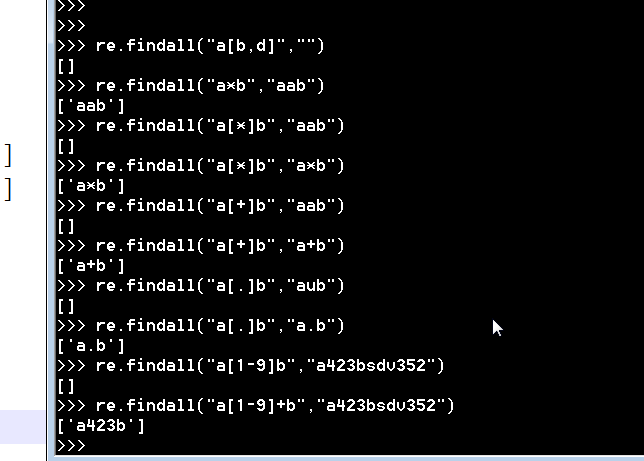 >>>
>>>
>>> re.findall("a[b,d]","")
[]
>>> re.findall("a*b","aab")
['aab']
>>> re.findall("a[*]b","aab")
[]
]
>>> re.findall("a[*]b","a*b")
['a*b']
]
>>> re.findall("a[+]b","aab")
[]
>>> re.findall("a[+]b","a+b")
['a+b']
>>> re.findall("a[.]b","aub")
[]
>>> re.findall("a[.]b","a.b")
['a.b']
>>> re.findall("a[1-9]b","a423bsdv352")
[]
>>> re.findall("a[1-9]+b","a423bsdv352")
['a423b']
>>>